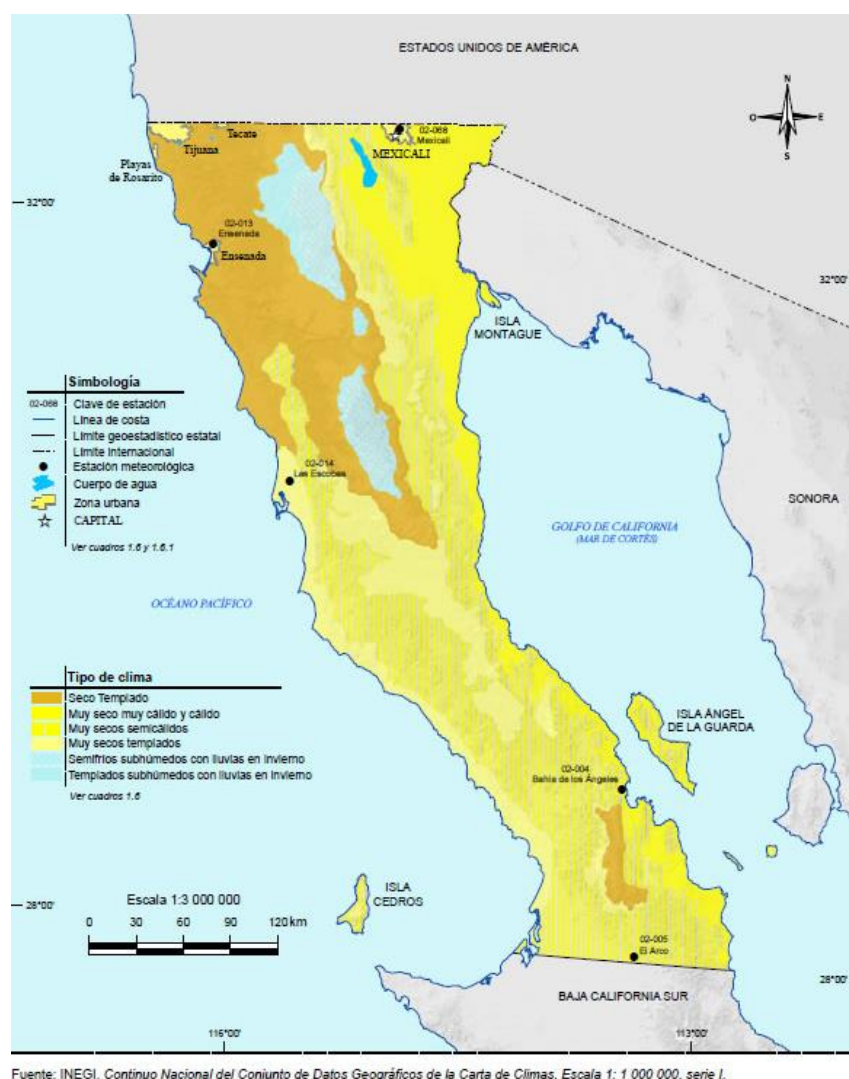 ESTADOS UNIDOS DE AMÉRICA
N
O
E
S
02-068
Mexicali
MEXICALI
Tecate
Tijuana
Playas
de Rosarito
32°00'
02-013
Ensenada
Ensenada
32°00'
ISLA
MONTAGUE
Simbología
02-068 Clave de estación
Línea de costa
Límite geoestadístico estatal
Límite Internacional
Estación meteorológica
Cuerpo de agua
Zona urbana
CAPITAL
Ver cuadros 1.6 y 1.6.1
02-014
Las Escobas
SONORA
GOLFO DE CALIFORNIA
(MAR DE CORTÉS)
OCÉANO PACÍFICO
Tipo de clima
Seco Templado
Muy seco muy cálido y cálido
Muy secos semicálidos
Muy secos templados
Semifríos subhúmedos con lluvias en invierno
Templados subhúmedos con lluvias en invierno
Ver cuadros 1.6
ISLA ÁNGEL
DE LA GUARDA
02-004
Bahía de los Ángeles
ISLA
CEDROS
28°00'
Escala 1:3 000 000
0 30 60 90 120 km
02-005
El Arco
28°00'
BAJA CALIFORNIA SUR
116°00'
113°00'
Fuente: INEGI. Continuo Nacional del Conjunto de Datos Geográficos de la Carta de Climas, Escala 1: 1 000 000, serie I.